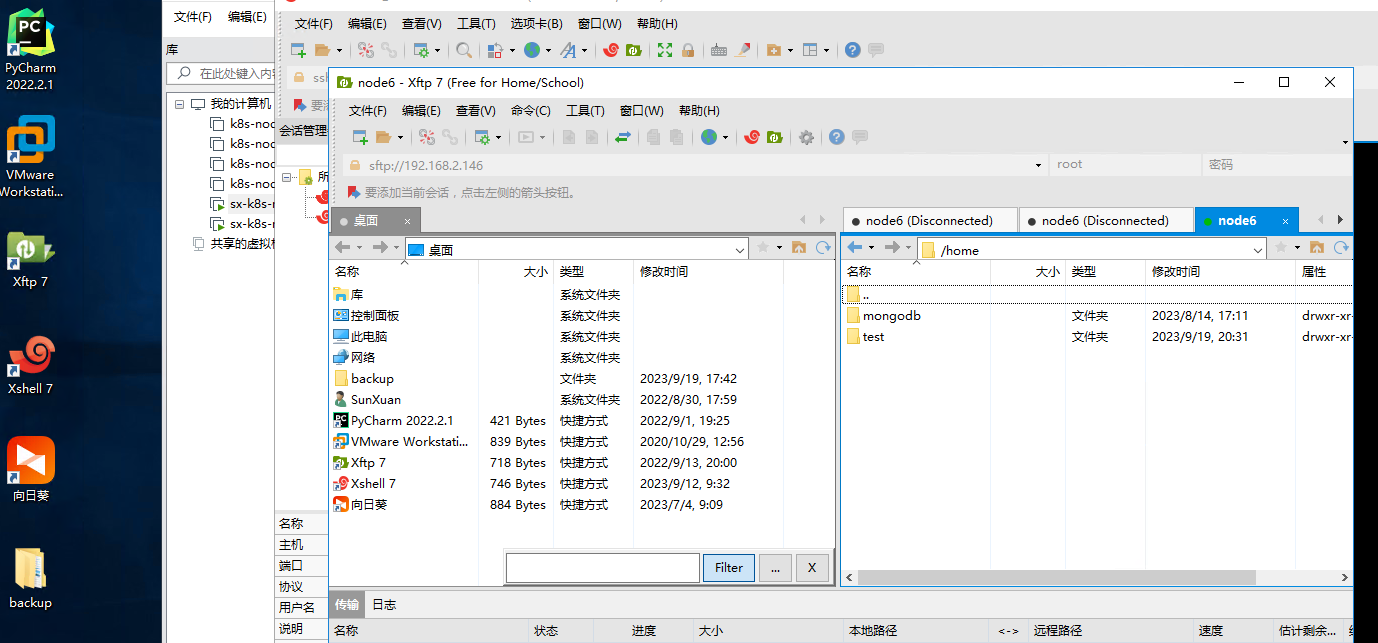 PyCharm
2022.2.1
VMware
Workstati...
Xftp 7
Xshell 7
向日葵
backup
文件(F) 编辑(E)
库
在此处键入内容
我的计算机
k8s-nod
k8s-nod
k8s-nod
k8s-nod
sx-k8s-
sx-k8s-
共享的虚拟机
文件(F) 编辑(E) 查看(V) 工具(T) 选项卡(B) 窗口(W) 帮助(H)
ssh
要添
会话管理
所
名称
主机
端口
协议
用户名
说明
node6 - Xftp 7 (Free for Home/School)
文件(F) 编辑(E) 查看(V) 命令(C) 工具(T) 窗口(W) 帮助(H)
sftp://192.168.2.146 root 密码
要添加当前会话，点击左侧的箭头按钮。
桌面 ×
桌面
名称 大小 类型 修改时间
库 系统文件夹
控制面板 系统文件夹
此电脑 系统文件夹
网络 系统文件夹
backup 文件夹 2023/9/19, 17:42
SunXuan 系统文件夹 2022/8/30, 17:59
PyCharm 2022.2.1 421 Bytes 快捷方式 2022/9/1, 19:25
VMware Workstati... 839 Bytes 快捷方式 2020/10/29, 12:56
Xftp 7 718 Bytes 快捷方式 2022/9/13, 20:00
Xshell 7 746 Bytes 快捷方式 2023/9/12, 9:32
向日葵 884 Bytes 快捷方式 2023/7/4, 9:09
Filter ... X
node6 (Disconnected) node6 (Disconnected) node6 ×
/home
名称 大小 类型 修改时间 属性
..
mongodb 文件夹 2023/8/14, 17:11 drwxr-xr-
test 文件夹 2023/9/19, 20:31 drwxr-xr-
传输 日志
名称 状态 进度 大小 本地路径 <-> 远程路径 速度 估计剩余...